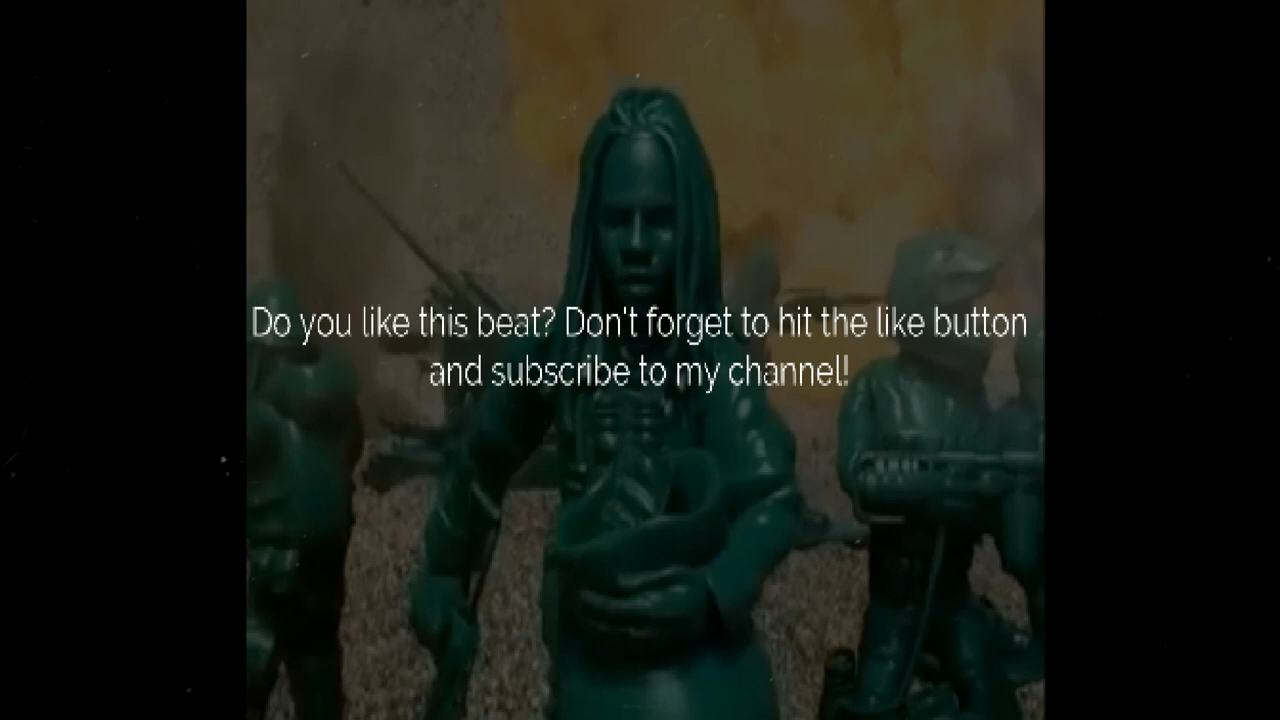 Do you like this beat? Don't forget to hit the like button
and subscribe to my channel!